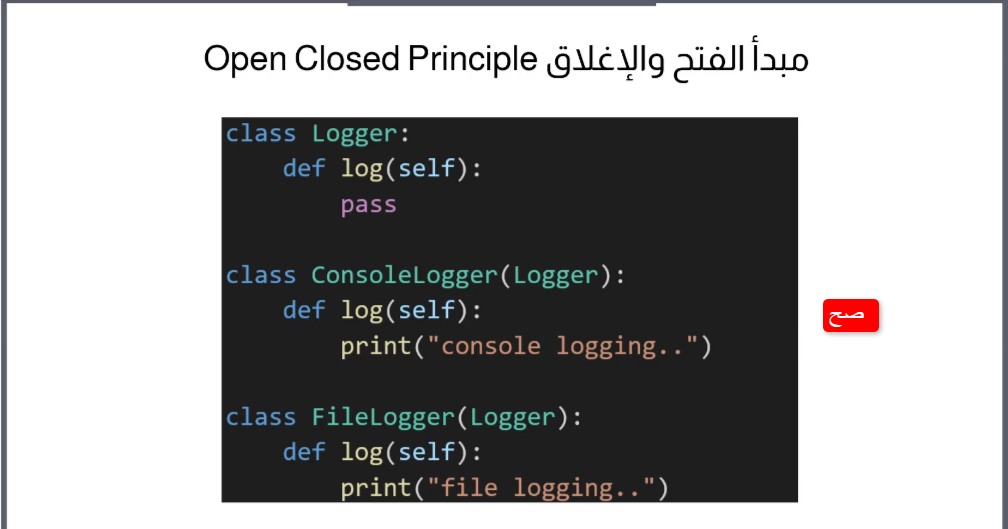 مبدأ الفتح والإغلاق Open Closed Principle
class Logger:
    def log(self):
        pass
class ConsoleLogger(Logger):
    def log(self):
        print("console logging..")
صح
class FileLogger(Logger):
    def log(self):
        print("file logging..")